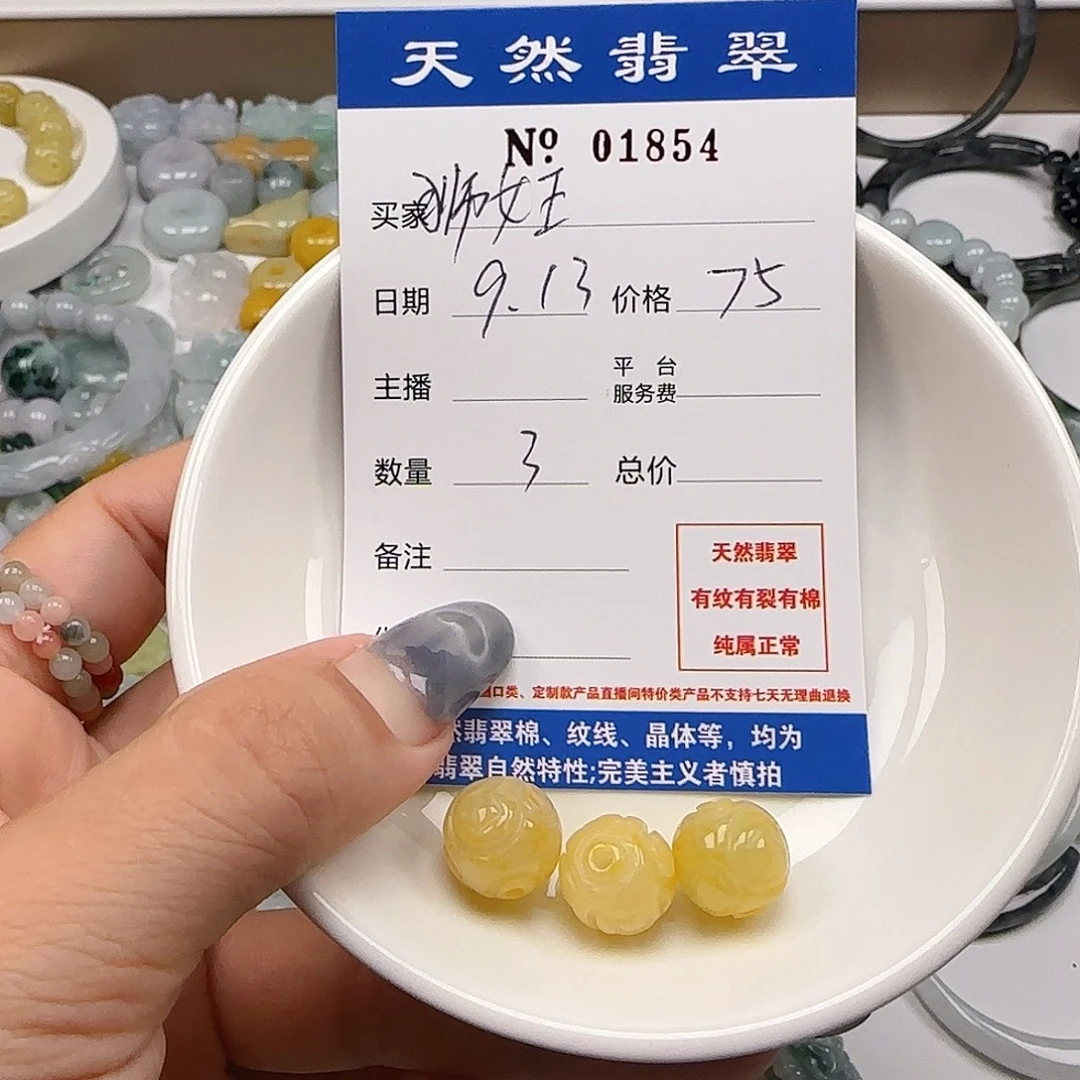 天然翡翠
Nº 01854
买家 狮女王
日期 9.13 价格 75
主播 平台服务费
数量 3 总价
备注
天然翡翠
有纹有裂有棉
纯属正常
口类、定制款产品直播间特价类产品不支持七天无理由退换
然翡翠棉、纹线、晶体等，均为
翡翠自然特性;完美主义者慎拍